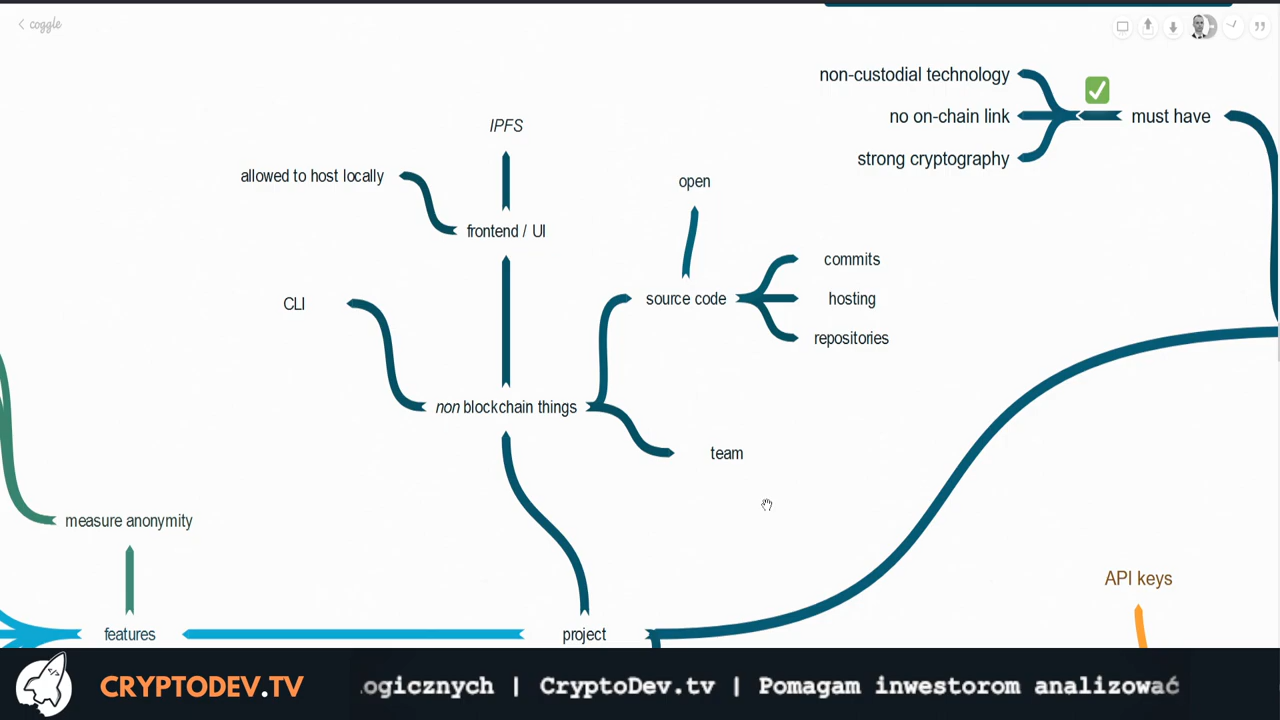 coggle
non-custodial technology
no on-chain link
must have
strong cryptography
IPFS
allowed to host locally
open
frontend / UI
commits
CLI
source code
hosting
repositories
non blockchain things
team
measure anonymity
API keys
features
project
CRYPTODEV.TV
ogicznych | CryptoDev.tv | Pomagam inwestorom analizować